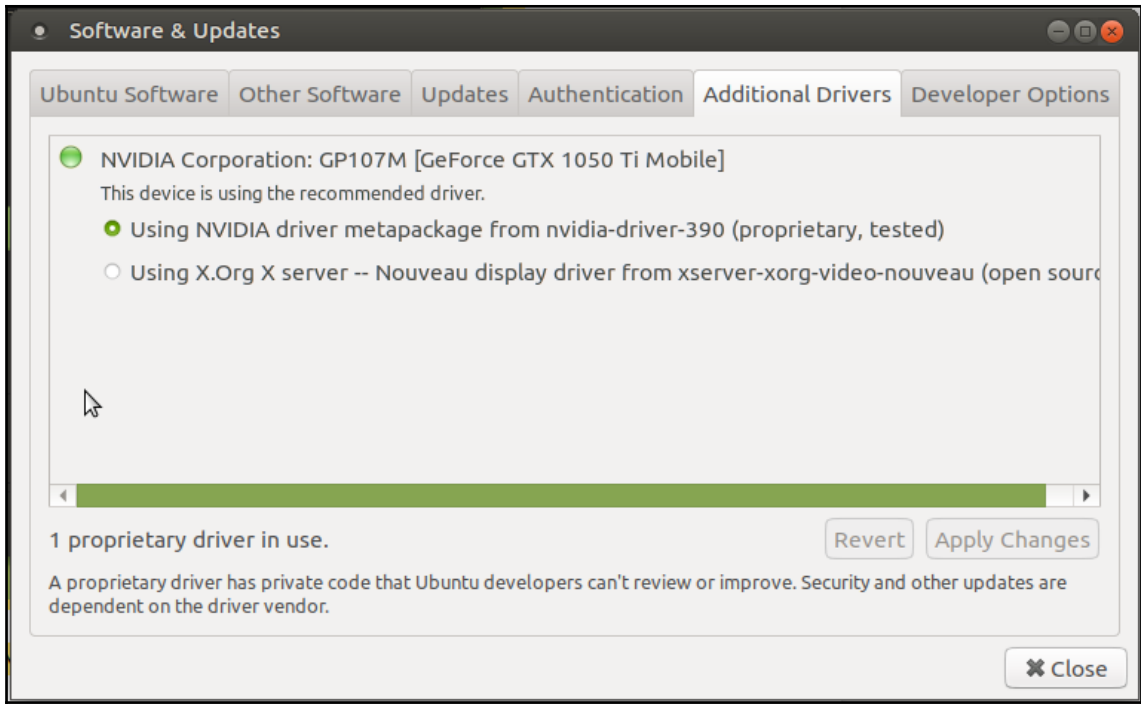 Software & Updates
Ubuntu Software Other Software Updates Authentication Additional Drivers Developer Options
NVIDIA Corporation: GP107M [GeForce GTX 1050 Ti Mobile]
This device is using the recommended driver.
Using NVIDIA driver metapackage from nvidia-driver-390 (proprietary, tested)
Using X.Org X server -- Nouveau display driver from xserver-xorg-video-nouveau (open sourc
1 proprietary driver in use.
Revert Apply Changes
A proprietary driver has private code that Ubuntu developers can't review or improve. Security and other updates are
dependent on the driver vendor.
Close